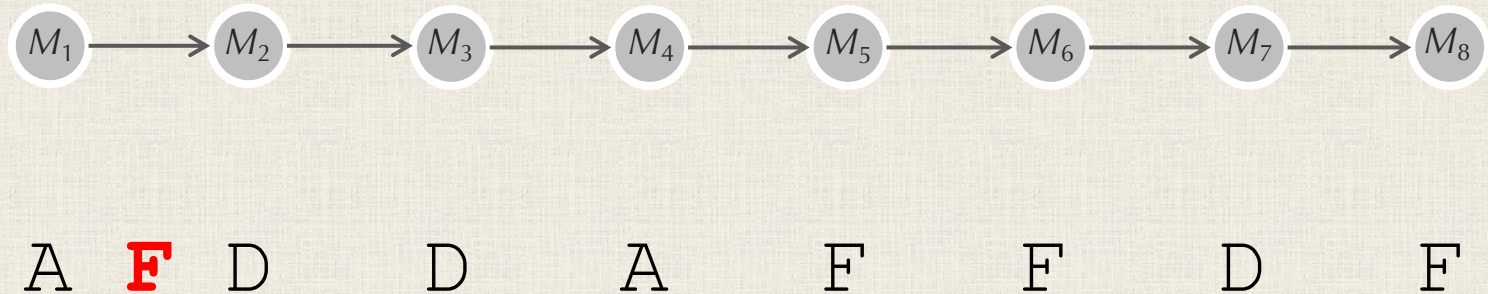 M₁ M₂ M₃ M₄ M₅ M₆ M₇ M₈
A F D D A F F D F